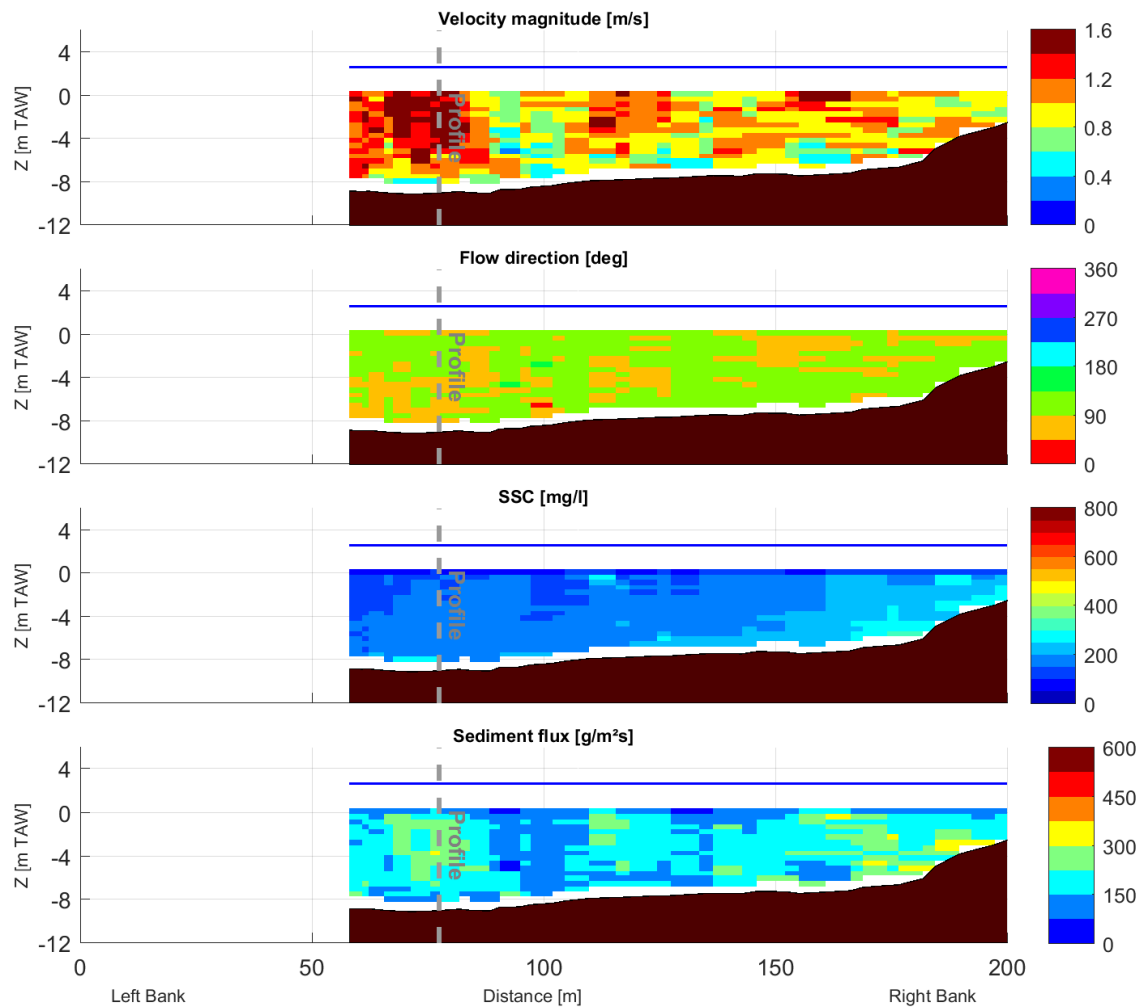 Velocity magnitude [m/s]
Z [m TAW]
4
0
-4
-8
-12
Profile
1.6
1.2
0.8
0.4
0
Flow direction [deg]
Z [m TAW]
4
0
-4
-8
-12
Profile
360
270
180
90
0
SSC [mg/l]
Z [m TAW]
4
0
-4
-8
-12
Profile
800
600
400
200
0
Sediment flux [g/m²s]
Z [m TAW]
4
0
-4
-8
-12
Profile
600
450
300
150
0
0 50 100 150 200
Left Bank Distance [m] Right Bank